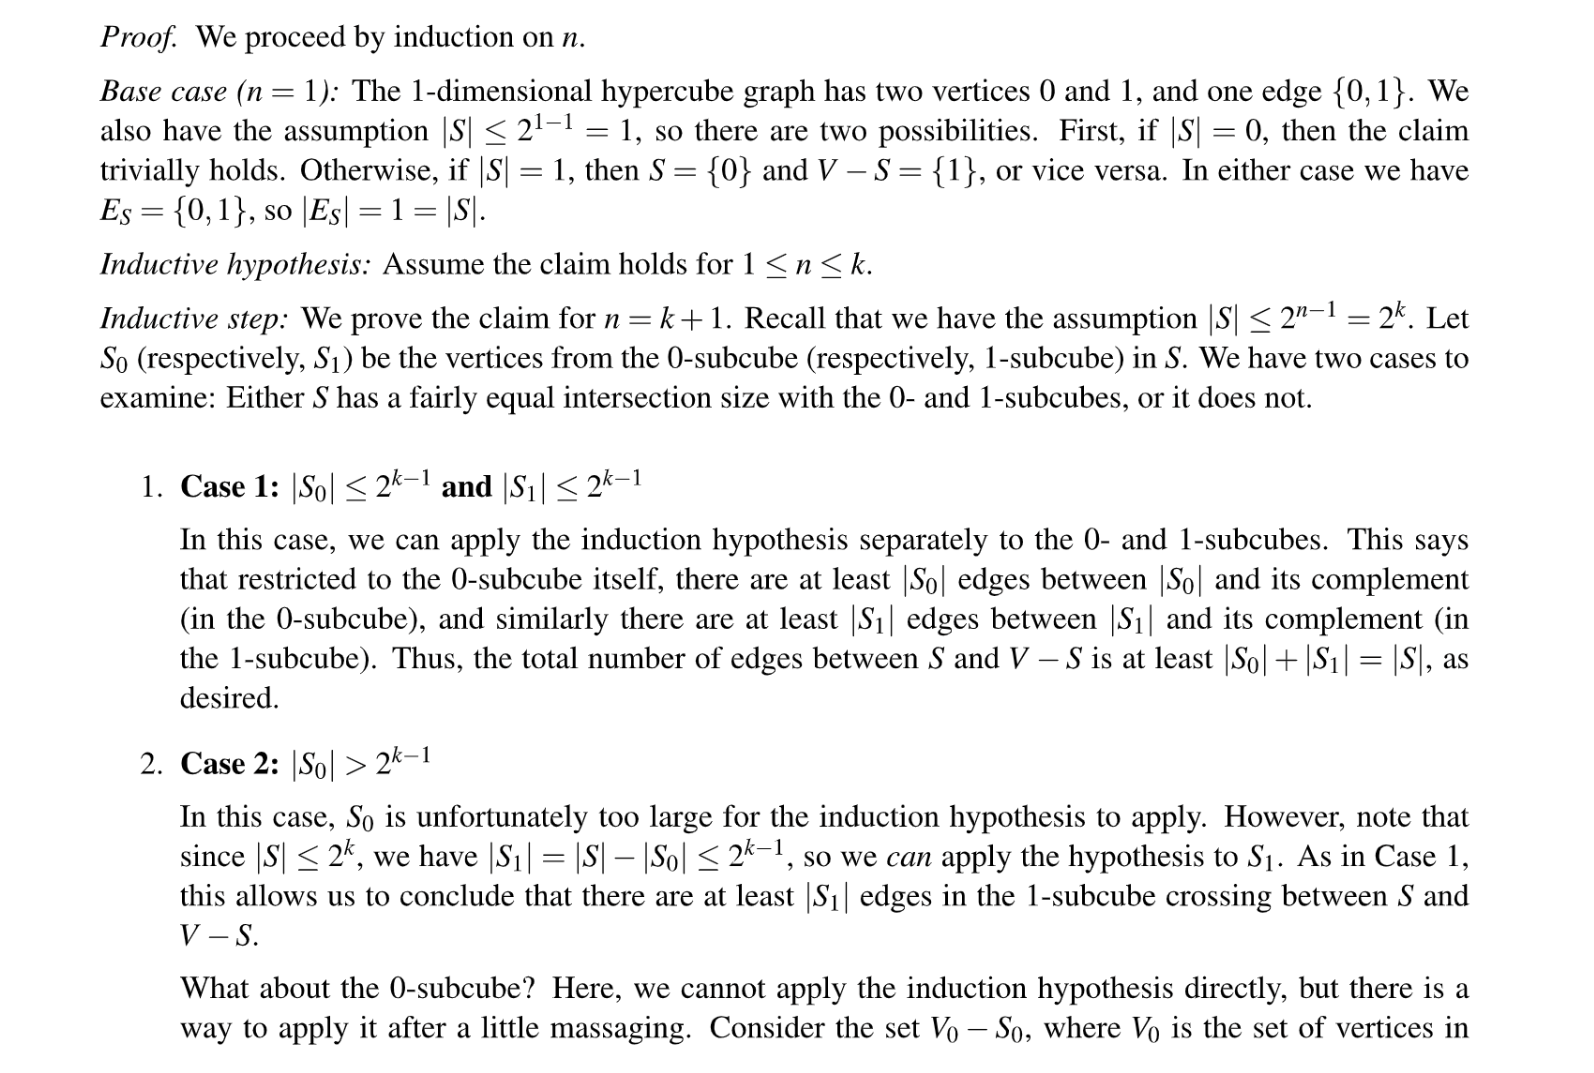 Proof. We proceed by induction on n.
Base case (n = 1): The 1-dimensional hypercube graph has two vertices 0 and 1, and one edge {0,1}. We
also have the assumption |S| ≤ 2^{1−1} = 1, so there are two possibilities. First, if |S| = 0, then the claim
trivially holds. Otherwise, if |S| = 1, then S = {0} and V − S = {1}, or vice versa. In either case we have
E_S = {0,1}, so |E_S| = 1 = |S|.
Inductive hypothesis: Assume the claim holds for 1 ≤ n ≤ k.
Inductive step: We prove the claim for n = k + 1. Recall that we have the assumption |S| ≤ 2^{n−1} = 2^k. Let
S_0 (respectively, S_1) be the vertices from the 0-subcube (respectively, 1-subcube) in S. We have two cases to
examine: Either S has a fairly equal intersection size with the 0- and 1-subcubes, or it does not.
1. Case 1: |S_0| ≤ 2^{k−1} and |S_1| ≤ 2^{k−1}
In this case, we can apply the induction hypothesis separately to the 0- and 1-subcubes. This says
that restricted to the 0-subcube itself, there are at least |S_0| edges between |S_0| and its complement
(in the 0-subcube), and similarly there are at least |S_1| edges between |S_1| and its complement (in
the 1-subcube). Thus, the total number of edges between S and V − S is at least |S_0| + |S_1| = |S|, as
desired.
2. Case 2: |S_0| > 2^{k−1}
In this case, S_0 is unfortunately too large for the induction hypothesis to apply. However, note that
since |S| ≤ 2^k, we have |S_1| = |S| − |S_0| ≤ 2^{k−1}, so we can apply the hypothesis to S_1. As in Case 1,
this allows us to conclude that there are at least |S_1| edges in the 1-subcube crossing between S and
V − S.
What about the 0-subcube? Here, we cannot apply the induction hypothesis directly, but there is a
way to apply it after a little massaging. Consider the set V_0 − S_0, where V_0 is the set of vertices in